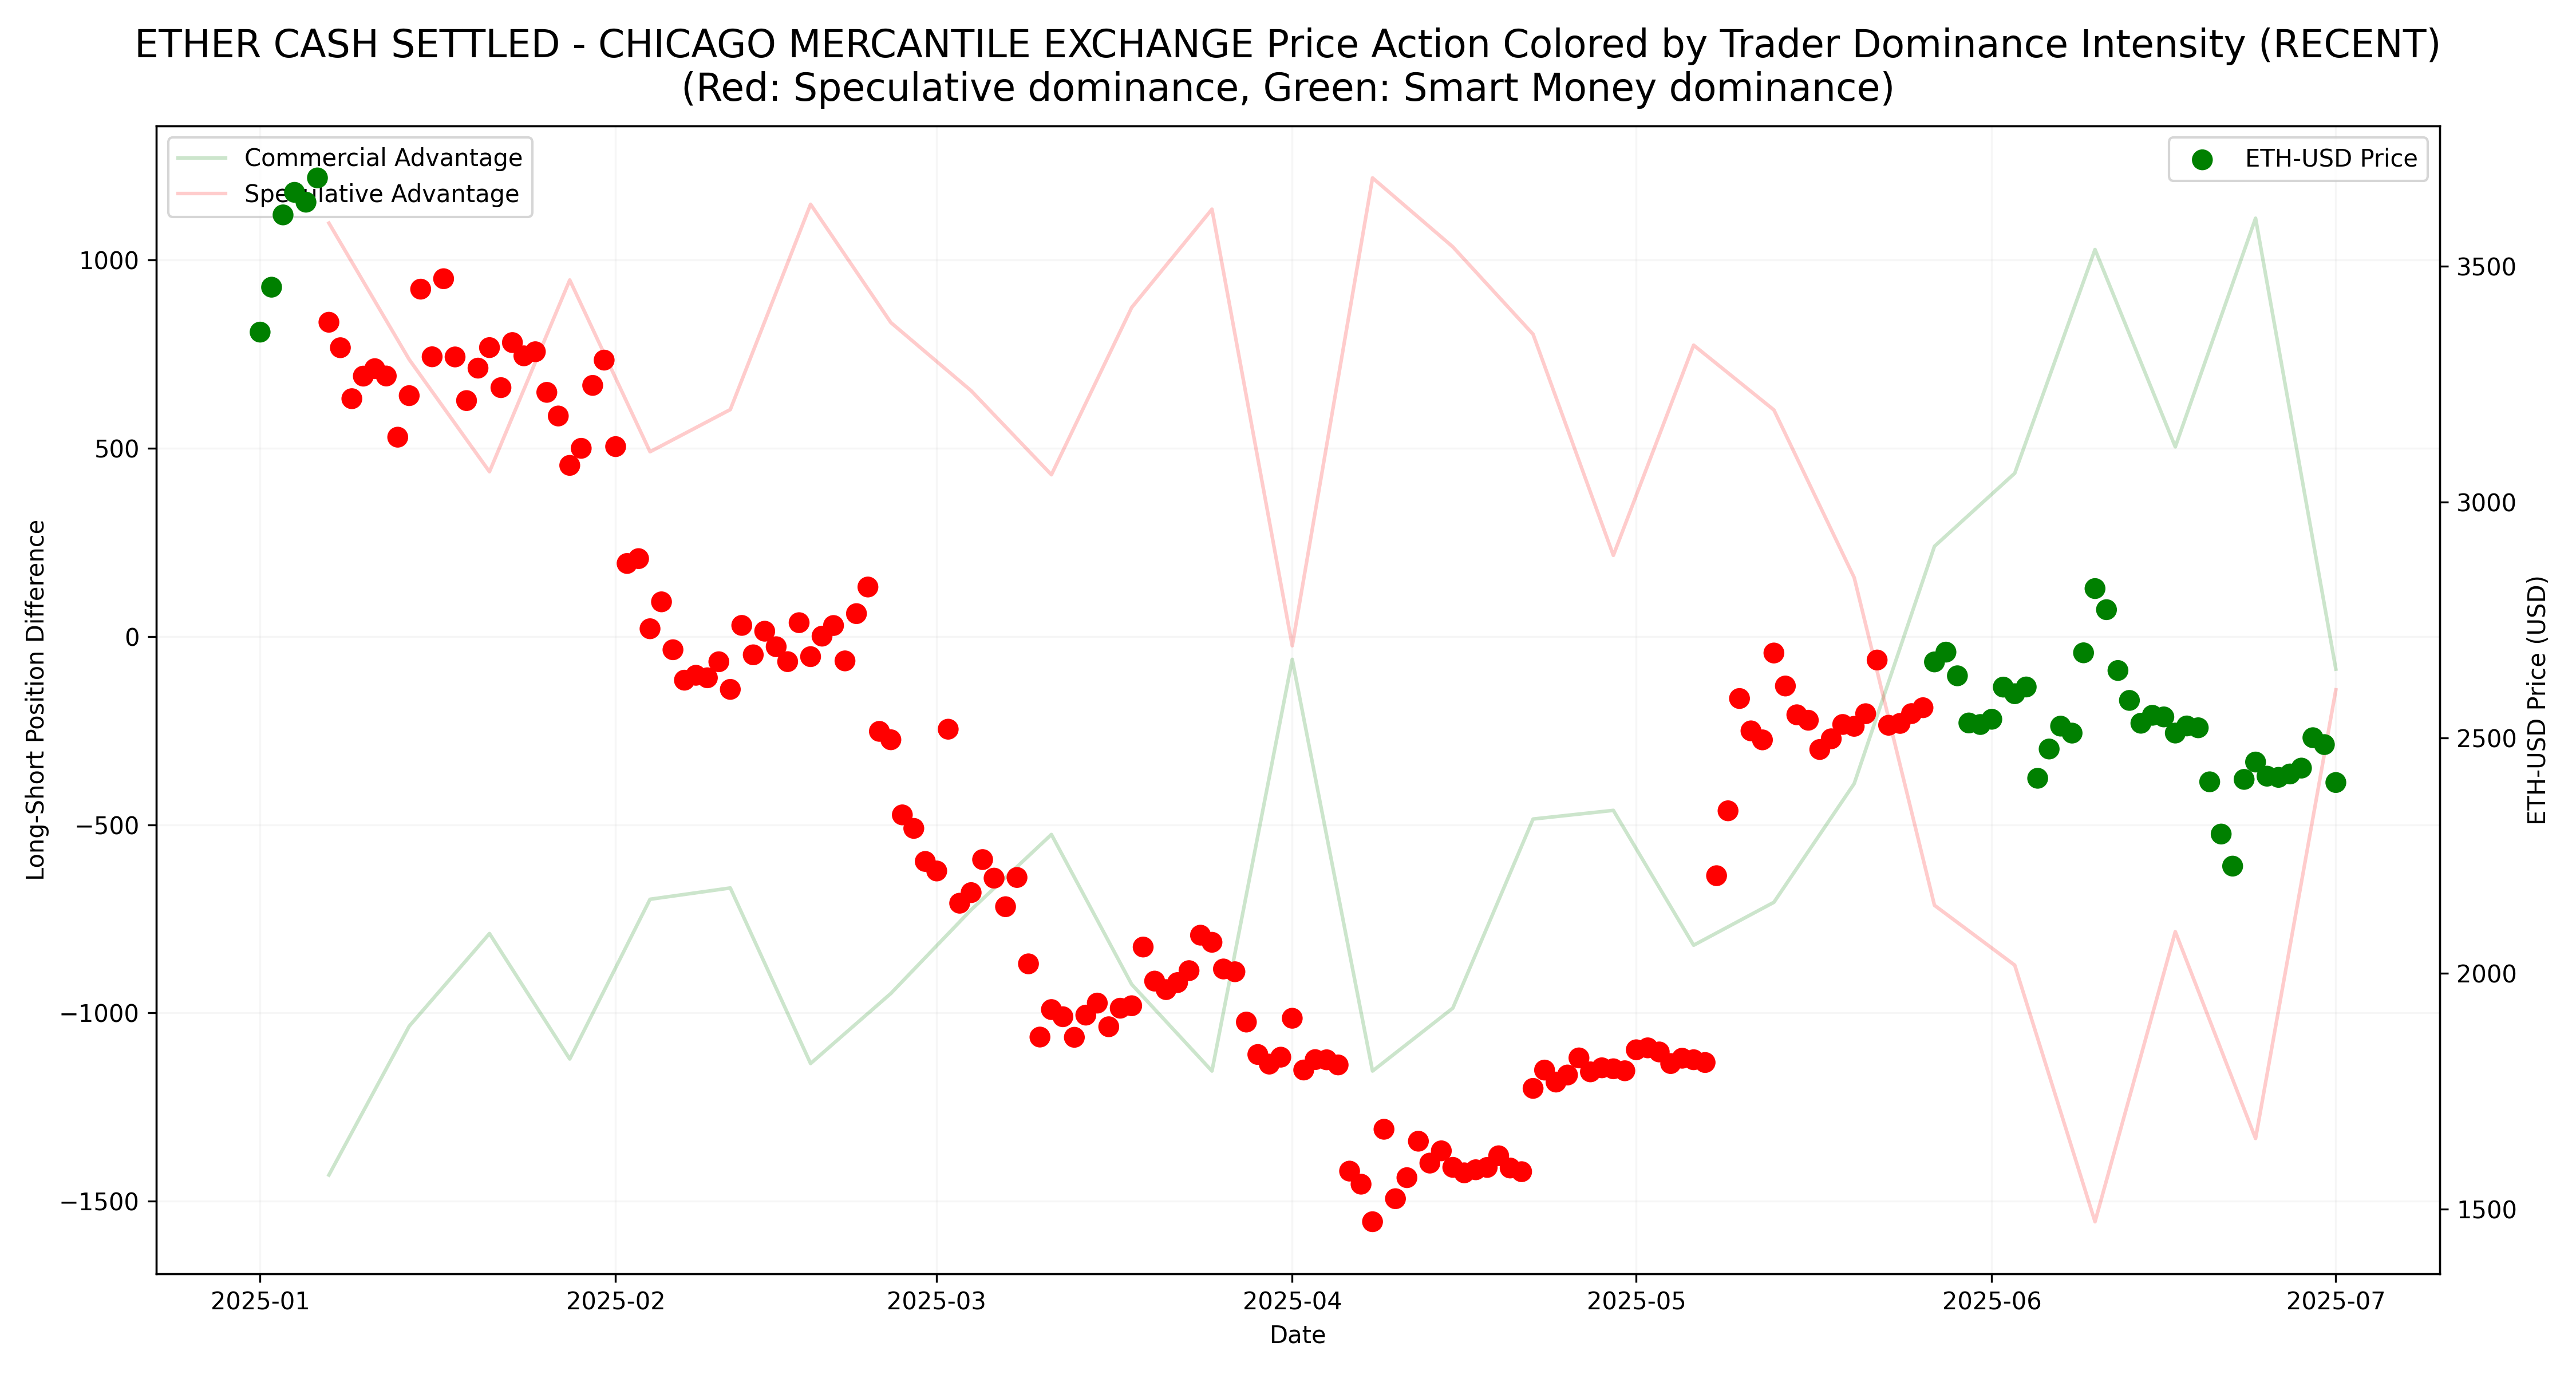 ETHER CASH SETTLED - CHICAGO MERCANTILE EXCHANGE Price Action Colored by Trader Dominance Intensity (RECENT)
(Red: Speculative dominance, Green: Smart Money dominance)
Commercial Advantage
Speculative Advantage
ETH-USD Price
1000
500
0
−500
−1000
−1500
Long-Short Position Difference
3500
3000
2500
2000
1500
ETH-USD Price (USD)
2025-01
2025-02
2025-03
2025-04
2025-05
2025-06
2025-07
Date